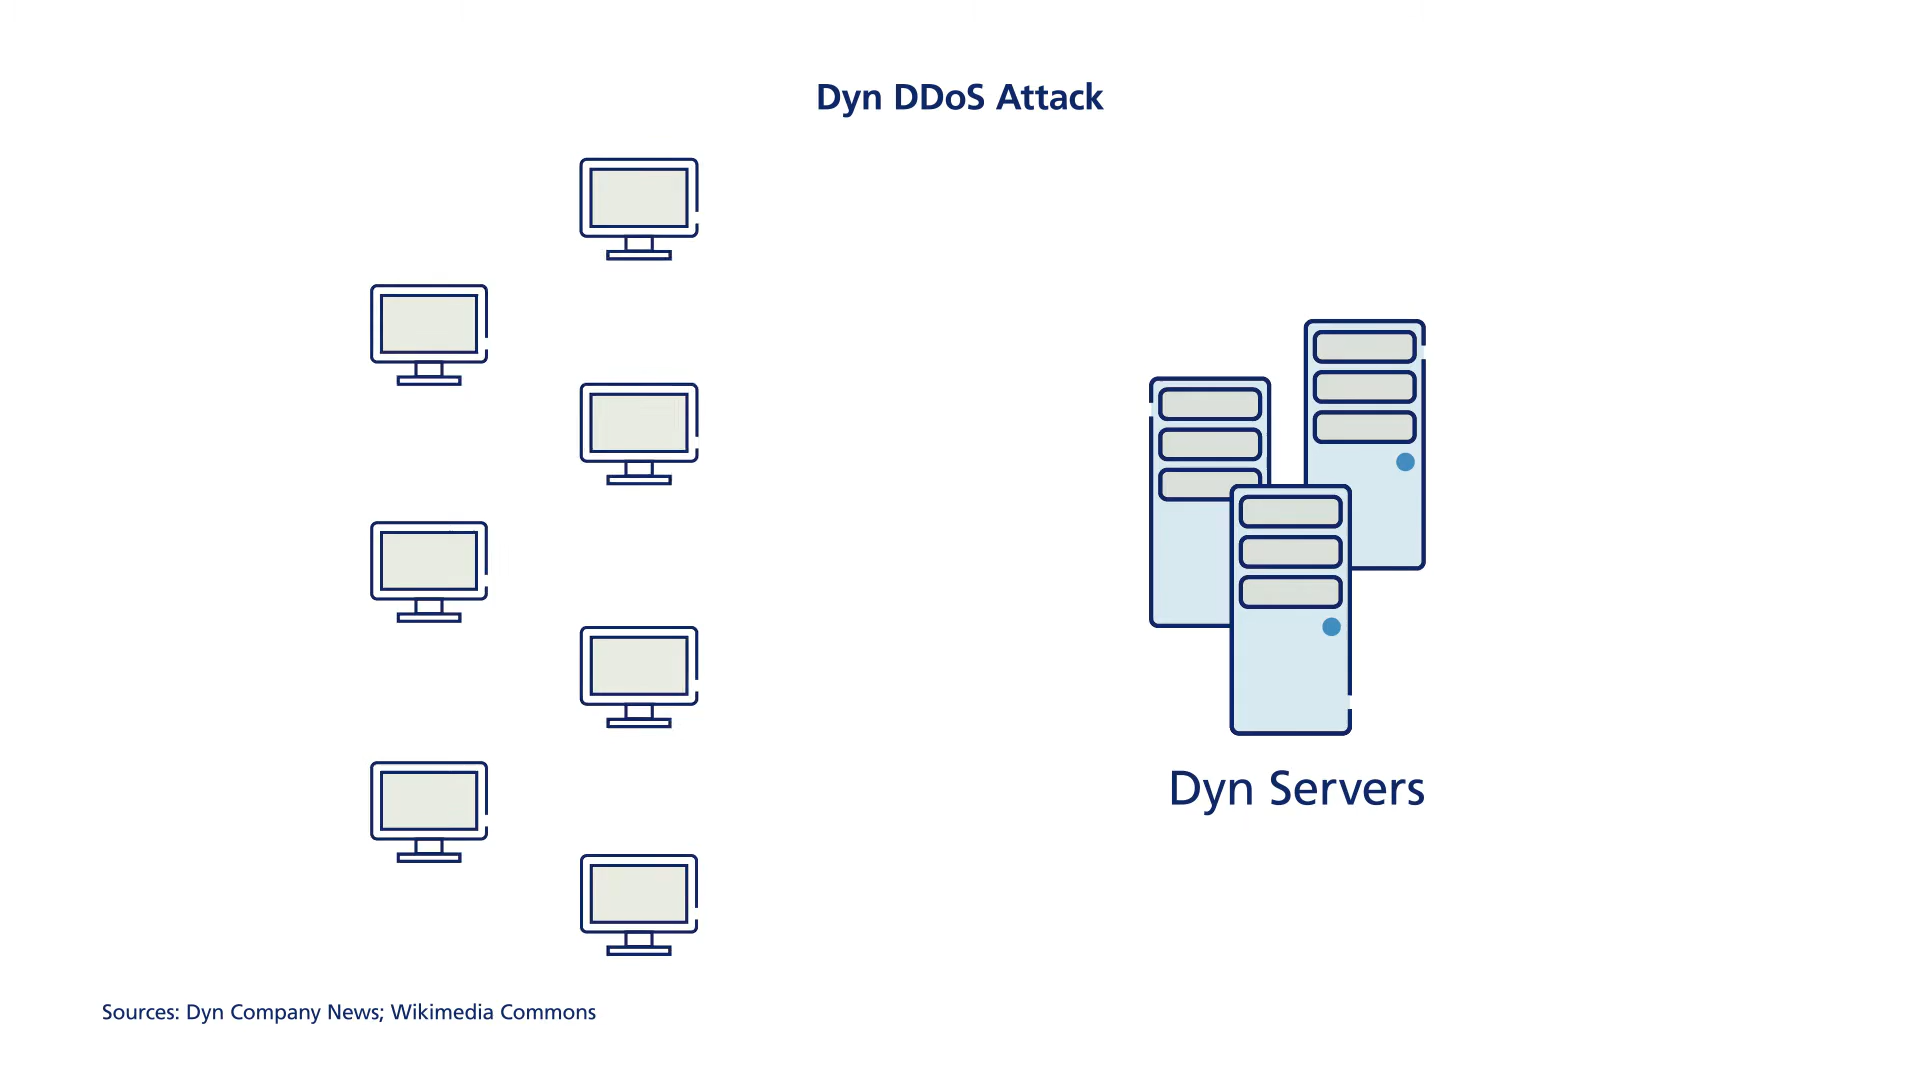 Dyn DDoS Attack
Dyn Servers
Sources: Dyn Company News; Wikimedia Commons